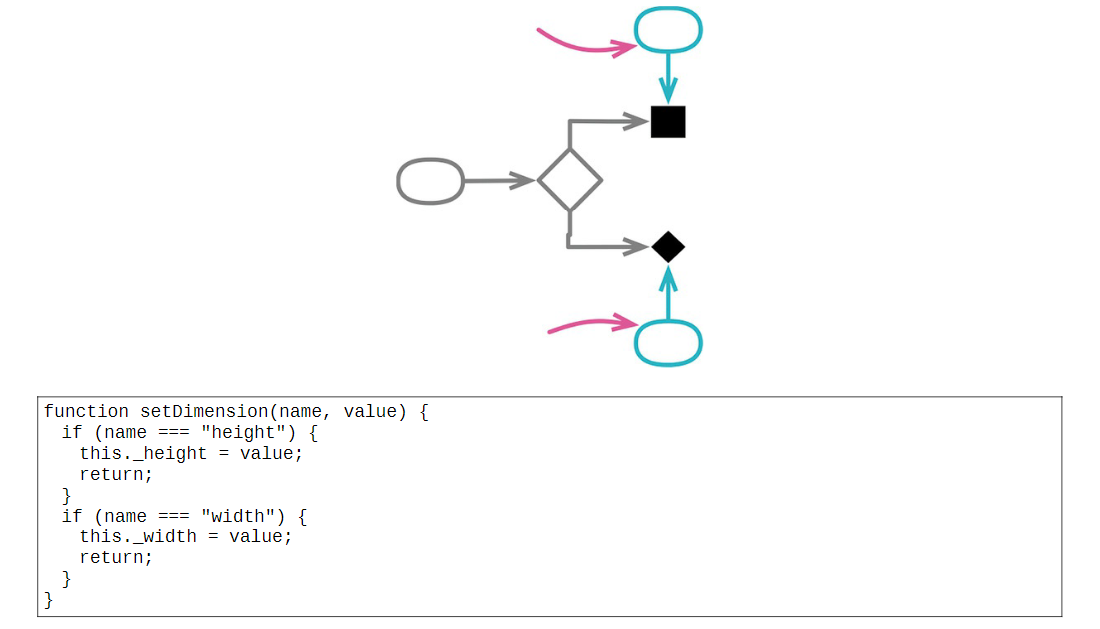 function setDimension(name, value) {
  if (name === "height") {
    this._height = value;
    return;
  }
  if (name === "width") {
    this._width = value;
    return;
  }
}